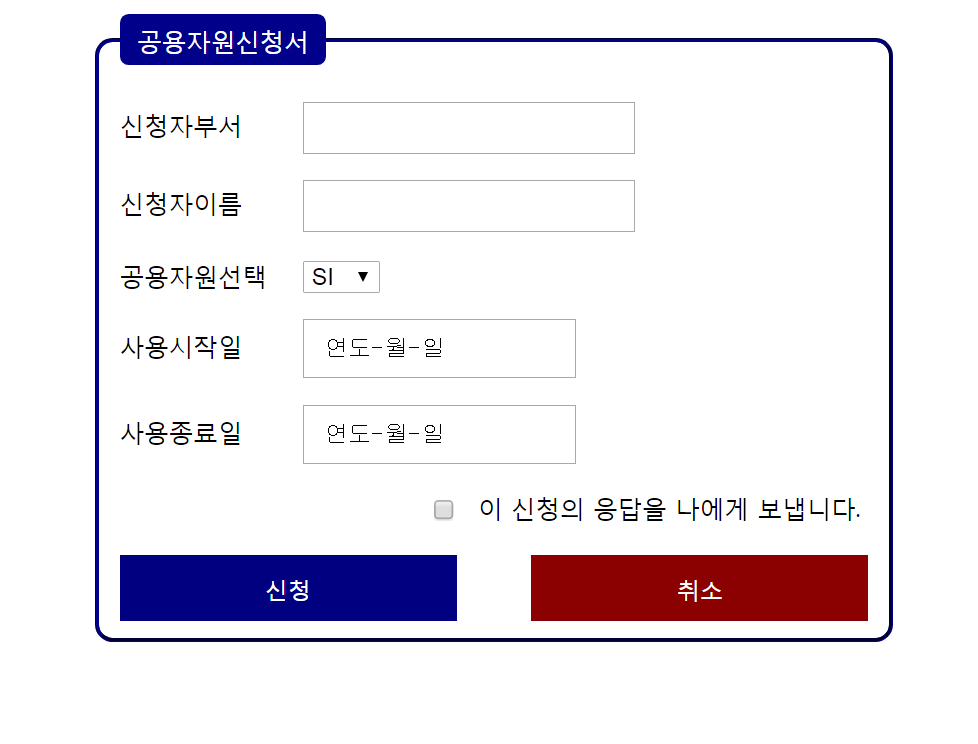 공용자원신청서
신청자부서
신청자이름
공용자원선택 SI
사용시작일 연도-월-일
사용종료일 연도-월-일
이 신청의 응답을 나에게 보냅니다.
신청 취소